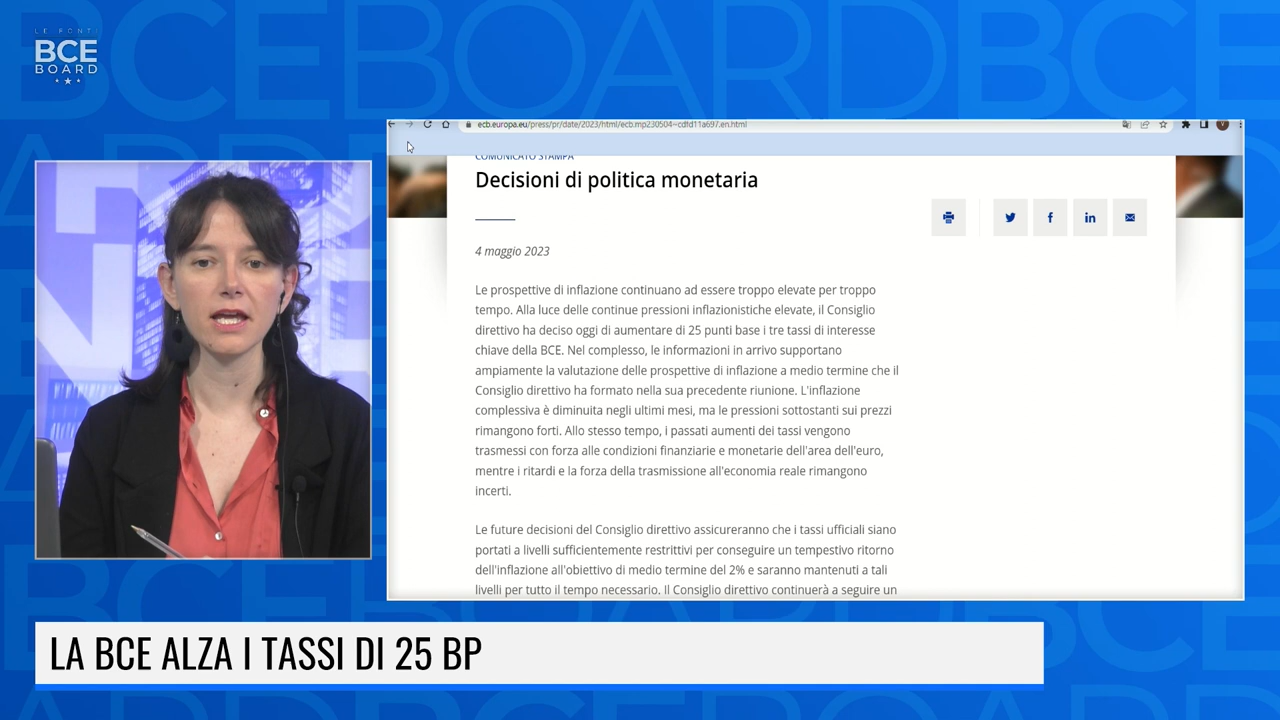 LE FONTI
BCE
BOARD
ecb.europa.eu/press/pr/date/2023/html/ecb.mp230504~cdfd11a697.en.html
COMUNICATO STAMPA
Decisioni di politica monetaria
4 maggio 2023
Le prospettive di inflazione continuano ad essere troppo elevate per troppo
tempo. Alla luce delle continue pressioni inflazionistiche elevate, il Consiglio
direttivo ha deciso oggi di aumentare di 25 punti base i tre tassi di interesse
chiave della BCE. Nel complesso, le informazioni in arrivo supportano
ampiamente la valutazione delle prospettive di inflazione a medio termine che il
Consiglio direttivo ha formato nella sua precedente riunione. L'inflazione
complessiva è diminuita negli ultimi mesi, ma le pressioni sottostanti sui prezzi
rimangono forti. Allo stesso tempo, i passati aumenti dei tassi vengono
trasmessi con forza alle condizioni finanziarie e monetarie dell'area dell'euro,
mentre i ritardi e la forza della trasmissione all'economia reale rimangono
incerti.
Le future decisioni del Consiglio direttivo assicureranno che i tassi ufficiali siano
portati a livelli sufficientemente restrittivi per conseguire un tempestivo ritorno
dell'inflazione all'obiettivo di medio termine del 2% e saranno mantenuti a tali
livelli per tutto il tempo necessario. Il Consiglio direttivo continuerà a seguire un
LA BCE ALZA I TASSI DI 25 BP